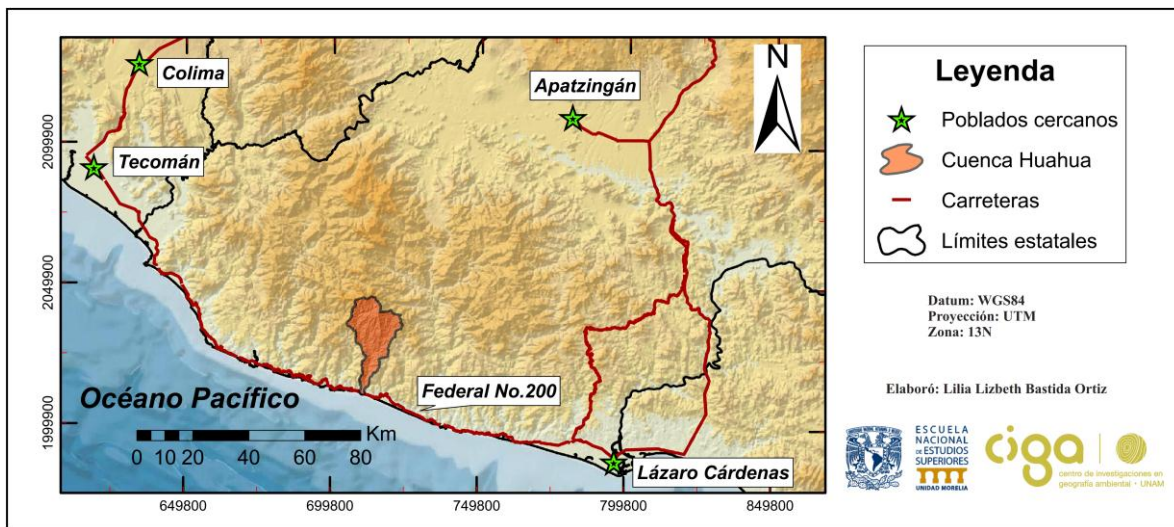 Colima
Tecomán
Apatzingán
N
2099900
2049900
1999900
Océano Pacífico
Federal No.200
Km
0 10 20 40 60 80
Lázaro Cárdenas
649800 699800 749800 799800 849800
Leyenda
Poblados cercanos
Cuenca Huahua
Carreteras
Límites estatales
Datum: WGS84
Proyección: UTM
Zona: 13N
Elaboró: Lilia Lizbeth Bastida Ortiz
ESCUELA
NACIONAL
DE ESTUDIOS
SUPERIORES
UNIDAD MORELIA
ciga
centro de investigaciones en
geografía ambiental · UNAM